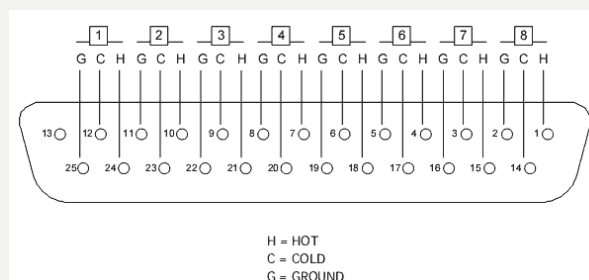 1 2 3 4 5 6 7 8
G C H G C H G C H G C H G C H G C H G C H G C H
13 12 11 10 9 8 7 6 5 4 3 2 1
25 24 23 22 21 20 19 18 17 16 15 14
H = HOT
C = COLD
G = GROUND